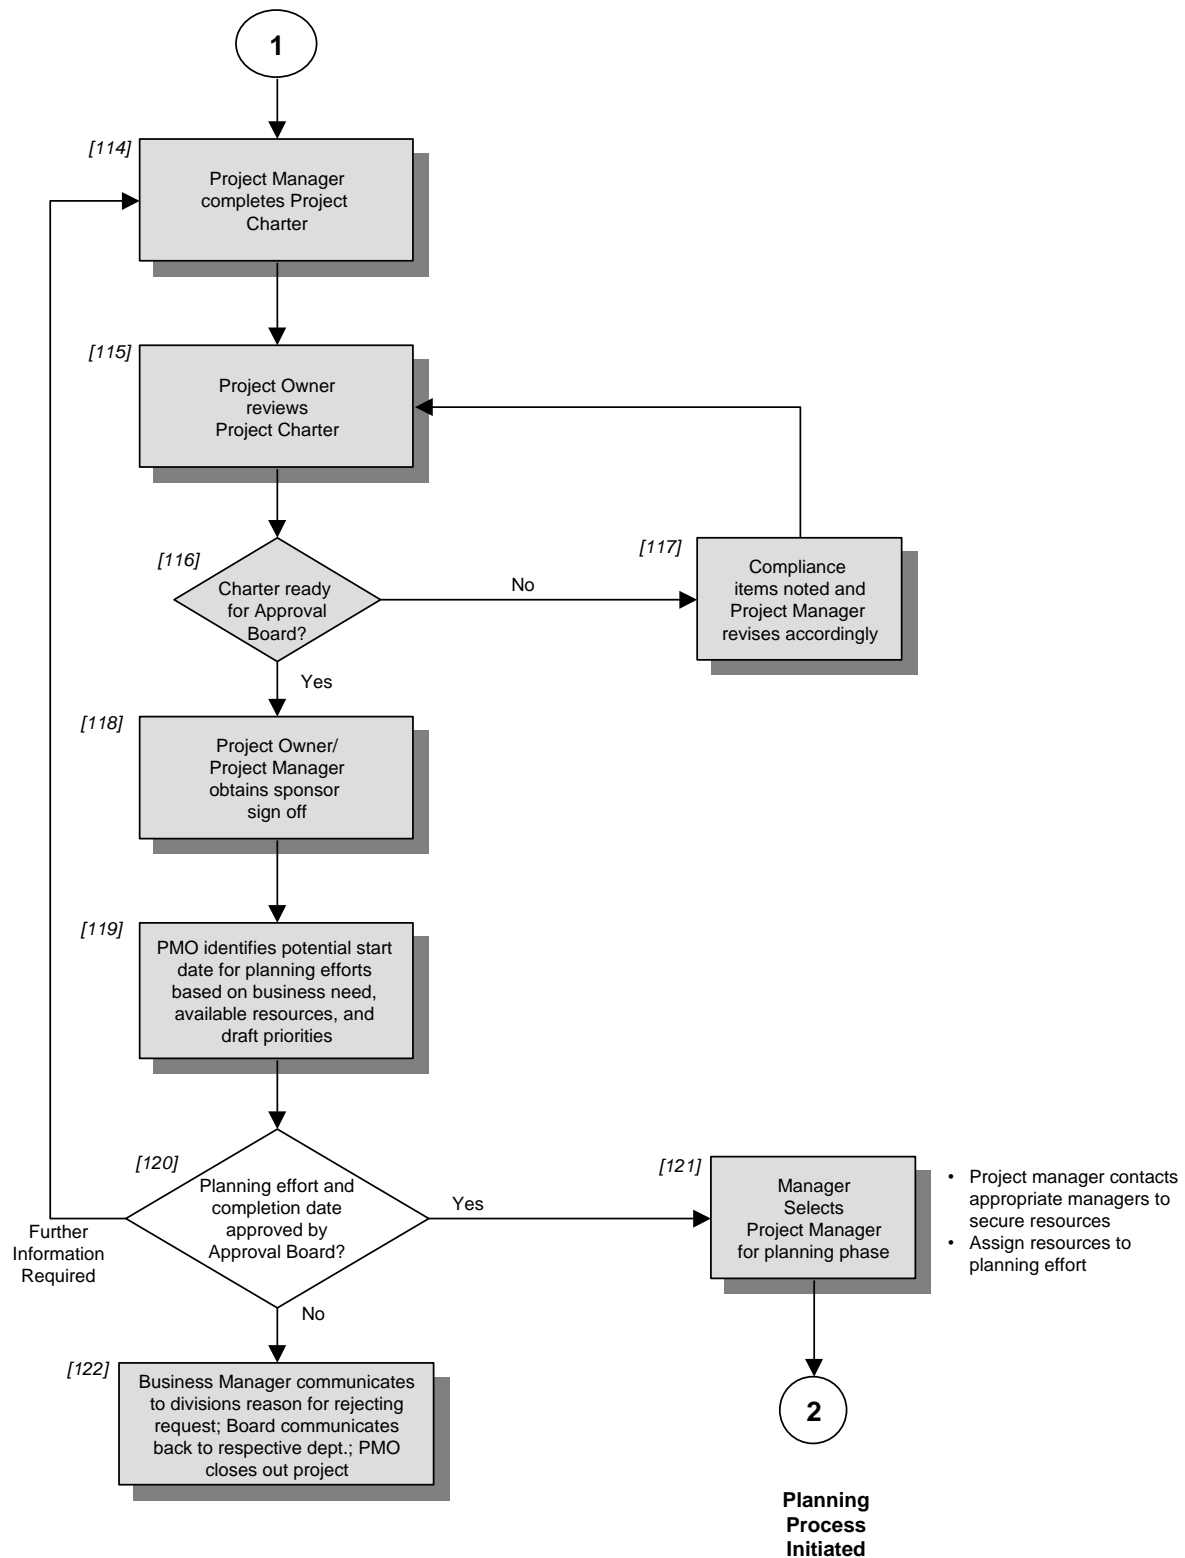 1
[114]
Project Manager
completes Project
Charter
[115]
Project Owner
reviews
Project Charter
[116]
Charter ready
for Approval
Board?
No
[117]
Compliance
items noted and
Project Manager
revises accordingly
Yes
[118]
Project Owner/
Project Manager
obtains sponsor
sign off
[119]
PMO identifies potential start
date for planning efforts
based on business need,
available resources, and
draft priorities
[120]
Planning effort and
completion date
approved by
Approval Board?
Further
Information
Required
Yes
[121]
Manager
Selects
Project Manager
for planning phase
• Project manager contacts
appropriate managers to
secure resources
• Assign resources to
planning effort
No
[122]
Business Manager communicates
to divisions reason for rejecting
request; Board communicates
back to respective dept.; PMO
closes out project
2
Planning
Process
Initiated